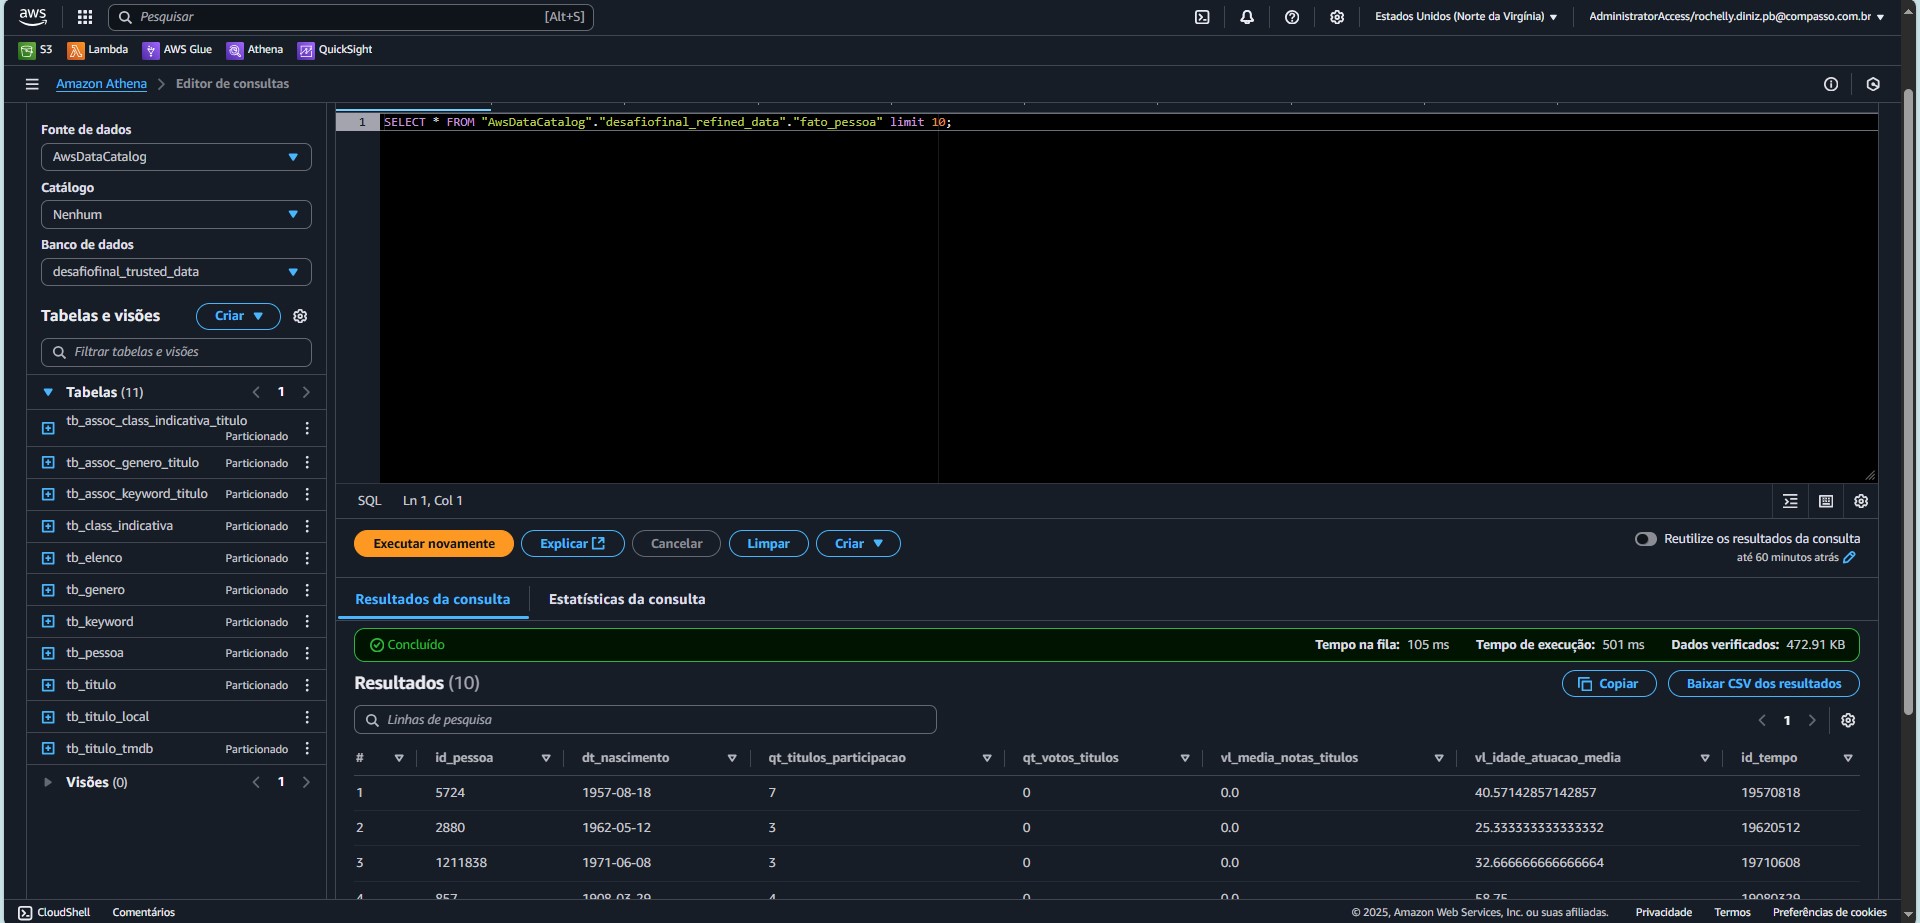 aws
Pesquisar [Alt+S]
Estados Unidos (Norte da Virgínia)
AdministratorAccess/rochelly.diniz.pb@compasso.com.br
S3 Lambda AWS Glue Athena QuickSight
Amazon Athena > Editor de consultas
Fonte de dados
AwsDataCatalog
Catálogo
Nenhum
Banco de dados
desafiofinal_trusted_data
Tabelas e visões
Criar
Filtrar tabelas e visões
Tabelas (11) < 1 >
tb_assoc_class_indicativa_titulo
Particionado
tb_assoc_genero_titulo Particionado
tb_assoc_keyword_titulo Particionado
tb_class_indicativa Particionado
tb_elenco Particionado
tb_genero Particionado
tb_keyword Particionado
tb_pessoa Particionado
tb_titulo Particionado
tb_titulo_local
tb_titulo_tmdb Particionado
Visões (0) < 1 >
1 SELECT * FROM "AwsDataCatalog"."desafiofinal_refined_data"."fato_pessoa" limit 10;
SQL Ln 1, Col 1
Executar novamente Explicar Cancelar Limpar Criar
Reutilize os resultados da consulta
até 60 minutos atrás
Resultados da consulta Estatísticas da consulta
Concluído Tempo na fila: 105 ms Tempo de execução: 501 ms Dados verificados: 472.91 KB
Resultados (10) Copiar Baixar CSV dos resultados
Linhas de pesquisa < 1 >
# id_pessoa dt_nascimento qt_titulos_participacao qt_votos_titulos vl_media_notas_titulos vl_idade_atuacao_media id_tempo
1 5724 1957-08-18 7 0 0.0 40.57142857142857 19570818
2 2880 1962-05-12 3 0 0.0 25.333333333333332 19620512
3 1211838 1971-06-08 3 0 0.0 32.666666666666664 19710608
4 857 1908-03-29 4 0 0.0 58.75 19080329
CloudShell Comentários
© 2025, Amazon Web Services, Inc. ou suas afiliadas. Privacidade Termos Preferências de cookies